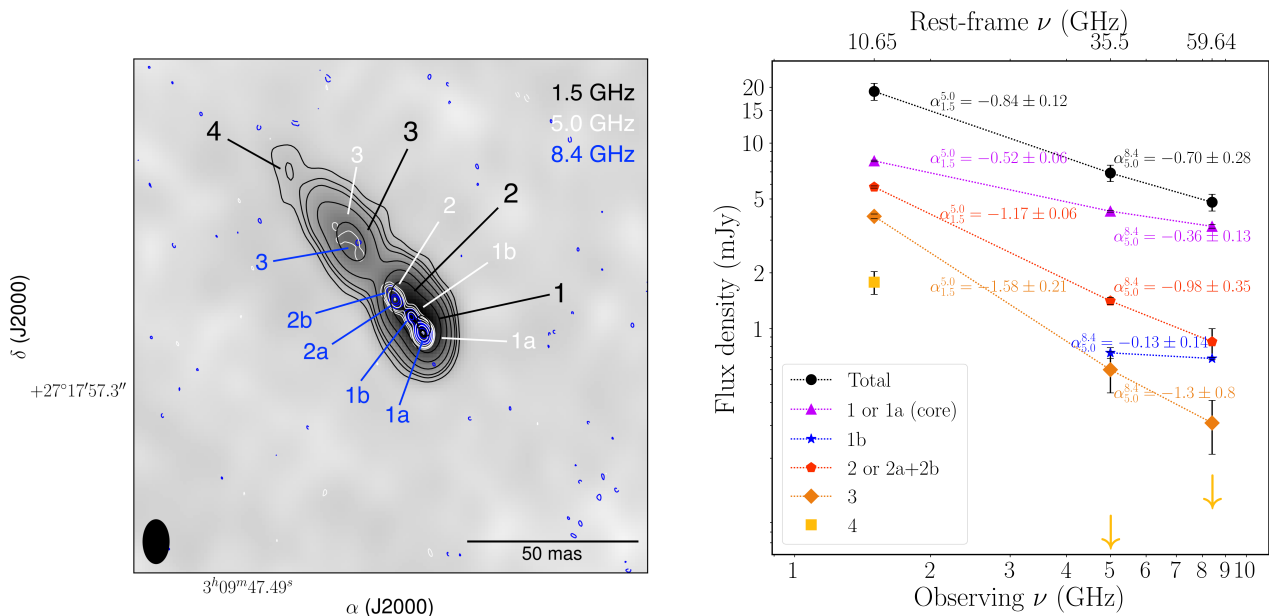 1.5 GHz
5.0 GHz
8.4 GHz
4
3
3
2
2
1b
3
1
2b
2a
1a
1b
1a
δ (J2000)
+27°17′57.3″
50 mas
3ʰ09ᵐ47.49ˢ
α (J2000)
Rest-frame ν (GHz)
10.65 35.5 59.64
Flux density (mJy)
20
15
10
5
2
1
α₁.₅⁵·⁰ = −0.84 ± 0.12
α₅.₀⁸·⁴ = −0.70 ± 0.28
α₁.₅⁵·⁰ = −0.52 ± 0.06
α₅.₀⁸·⁴ = −0.36 ± 0.13
α₁.₅⁵·⁰ = −1.17 ± 0.06
α₅.₀⁸·⁴ = −0.98 ± 0.35
α₁.₅⁵·⁰ = −1.58 ± 0.21
α₅.₀⁸·⁴ = −0.13 ± 0.14
α₅.₀⁸·⁴ = −1.3 ± 0.8
Total
1 or 1a (core)
1b
2 or 2a+2b
3
4
1 2 3 4 5 6 7 8 9 10
Observing ν (GHz)